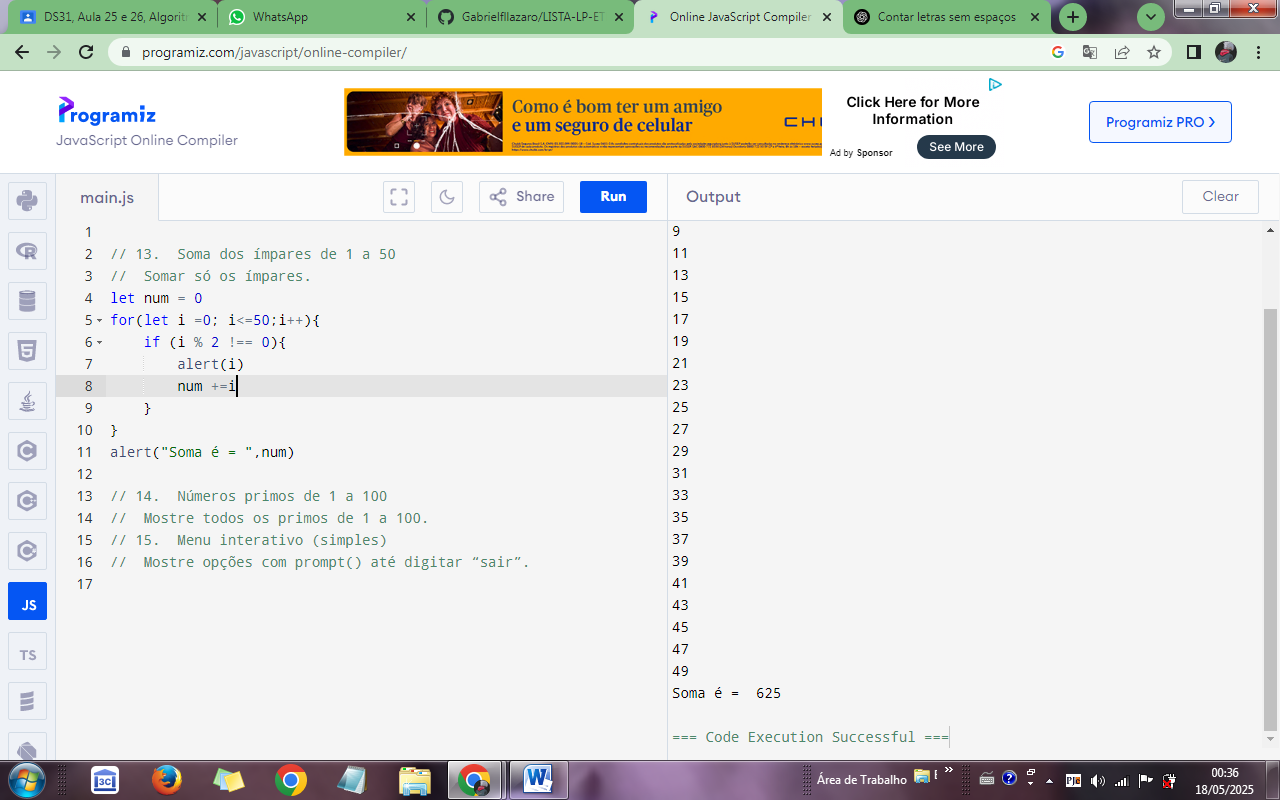 DS31, Aula 25 e 26, Algoritm
WhatsApp
Gabrielfllazaro/LISTA-LP-ET
Online JavaScript Compiler
Contar letras sem espaços
programiz.com/javascript/online-compiler/
Programiz
JavaScript Online Compiler
Como é bom ter um amigo
e um seguro de celular
CH
Click Here for More
Information
Ad by Sponsor
See More
Programiz PRO
main.js
Share
Run
Output
Clear
1
2 // 13.  Soma dos ímpares de 1 a 50
3 //  Somar só os ímpares.
4 let num = 0
5 for(let i =0; i<=50;i++){
6     if (i % 2 !== 0){
7         alert(i)
8         num +=i
9     }
10 }
11 alert("Soma é = ",num)
12
13 // 14.  Números primos de 1 a 100
14 //  Mostre todos os primos de 1 a 100.
15 // 15.  Menu interativo (simples)
16 //  Mostre opções com prompt() até digitar “sair”.
17
JS
TS
9
11
13
15
17
19
21
23
25
27
29
31
33
35
37
39
41
43
45
47
49
Soma é =  625
=== Code Execution Successful ===
3C
Área de Trabalho
PJe
00:36
18/05/2025